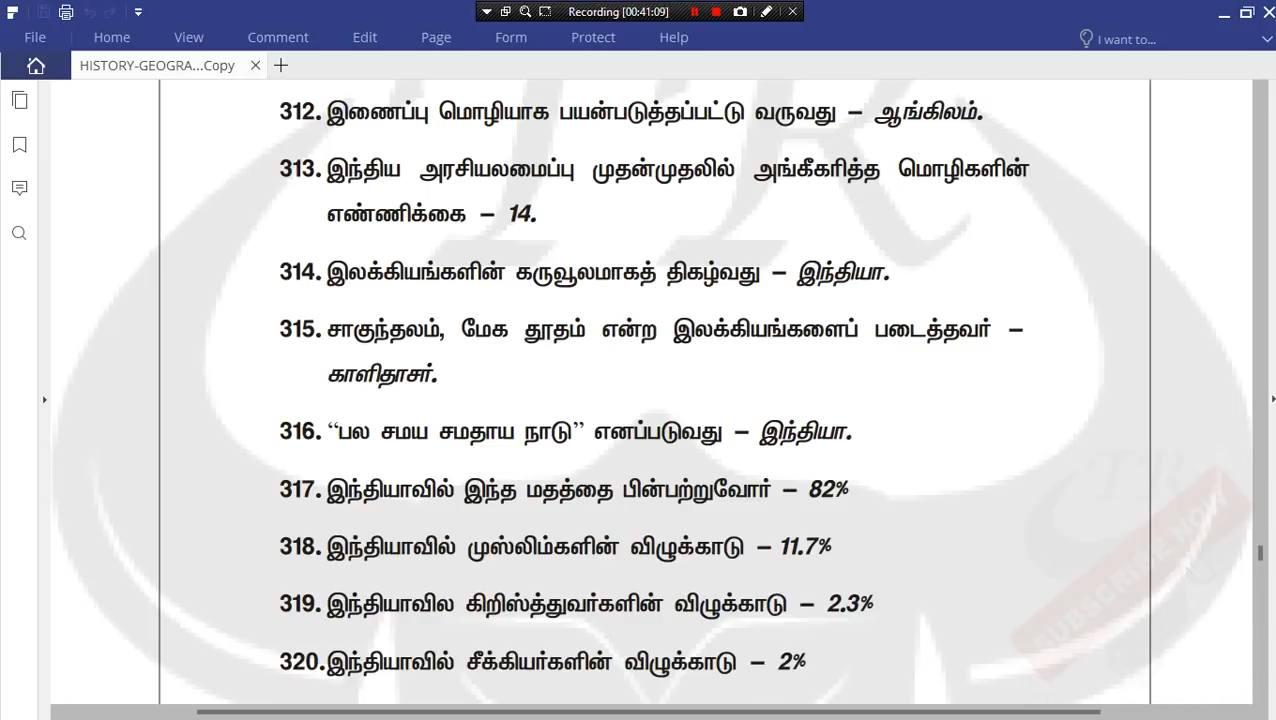 Recording [00:41:09]
File Home View Comment Edit Page Form Protect Help I want to...
HISTORY-GEOGRA...Copy
312. இணைப்பு மொழியாக பயன்படுத்தப்பட்டு வருவது – ஆங்கிலம்.
313. இந்திய அரசியலமைப்பு முதன்முதலில் அங்கீகரித்த மொழிகளின்
எண்ணிக்கை – 14.
314. இலக்கியங்களின் கருவூலமாகத் திகழ்வது – இந்தியா.
315. சாகுந்தலம், மேக தூதம் என்ற இலக்கியங்களைப் படைத்தவர் –
காளிதாசர்.
316. “பல சமய சமதாய நாடு” எனப்படுவது – இந்தியா.
317. இந்தியாவில் இந்த மதத்தை பின்பற்றுவோர் – 82%
318. இந்தியாவில் முஸ்லிம்களின் விழுக்காடு – 11.7%
319. இந்தியாவில கிறிஸ்த்துவர்களின் விழுக்காடு – 2.3%
320. இந்தியாவில் சீக்கியர்களின் விழுக்காடு – 2%
TR
SUBSCRIBE NOW